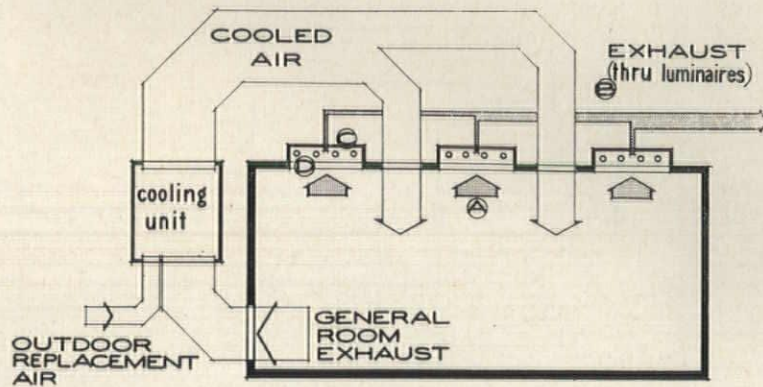 COOLED
AIR
EXHAUST
(thru luminaires)
B
C
D
A
cooling
unit
OUTDOOR
REPLACEMENT
AIR
GENERAL
ROOM
EXHAUST